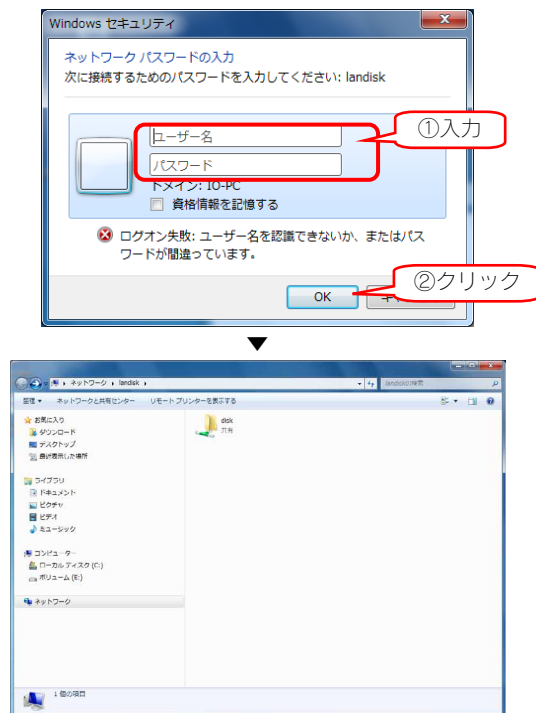 Windows セキュリティ
ネットワーク パスワードの入力
次に接続するためのパスワードを入力してください: landisk
ユーザー名
①入力
パスワード
ドメイン: IO-PC
資格情報を記憶する
ログオン失敗: ユーザー名を認識できないか、またはパス
ワードが間違っています。
②クリック
OK
▼
ネットワーク ▸ landisk ▸
landiskの検索
整理 ▼ ネットワークと共有センター リモート プリンターを表示する
お気に入り
ダウンロード
デスクトップ
最近表示した場所
disk
共有
ライブラリ
ドキュメント
ピクチャ
ビデオ
ミュージック
コンピューター
ローカル ディスク (C:)
ボリューム (E:)
ネットワーク
1 個の項目